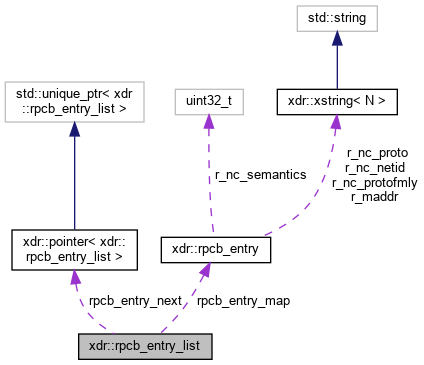 std::string
std::unique_ptr< xdr
::rpcb_entry_list >
uint32_t
xdr::xstring< N >
r_nc_semantics
r_nc_proto
r_nc_netid
r_nc_protofmly
r_maddr
xdr::pointer< xdr::
rpcb_entry_list >
xdr::rpcb_entry
rpcb_entry_next
rpcb_entry_map
xdr::rpcb_entry_list